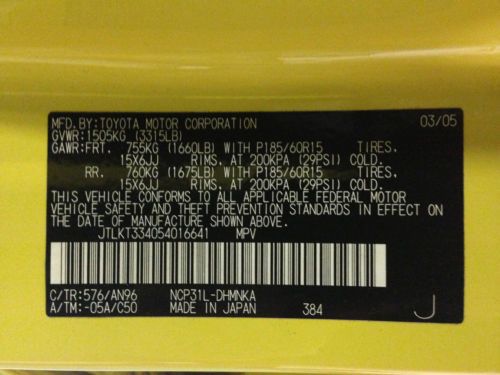 MFD.BY:TOYOTA MOTOR CORPORATION 03/05
GVWR:1505KG (3315LB)
GAWR:FRT. 755KG (1660LB) WITH P185/60R15 TIRES,
15X6JJ RIMS, AT 200KPA (29PSI) COLD.
RR. 760KG (1675LB) WITH P185/60R15 TIRES,
15X6JJ RIMS, AT 200KPA (29PSI) COLD.
THIS VEHICLE CONFORMS TO ALL APPLICABLE FEDERAL MOTOR
VEHICLE SAFETY AND THEFT PREVENTION STANDARDS IN EFFECT ON
THE DATE OF MANUFACTURE SHOWN ABOVE.
JTLKT334054016641 MPV
C/TR:576/AN96 NCP31L-DHMNKA
A/TM:-05A/C50 MADE IN JAPAN 384 J